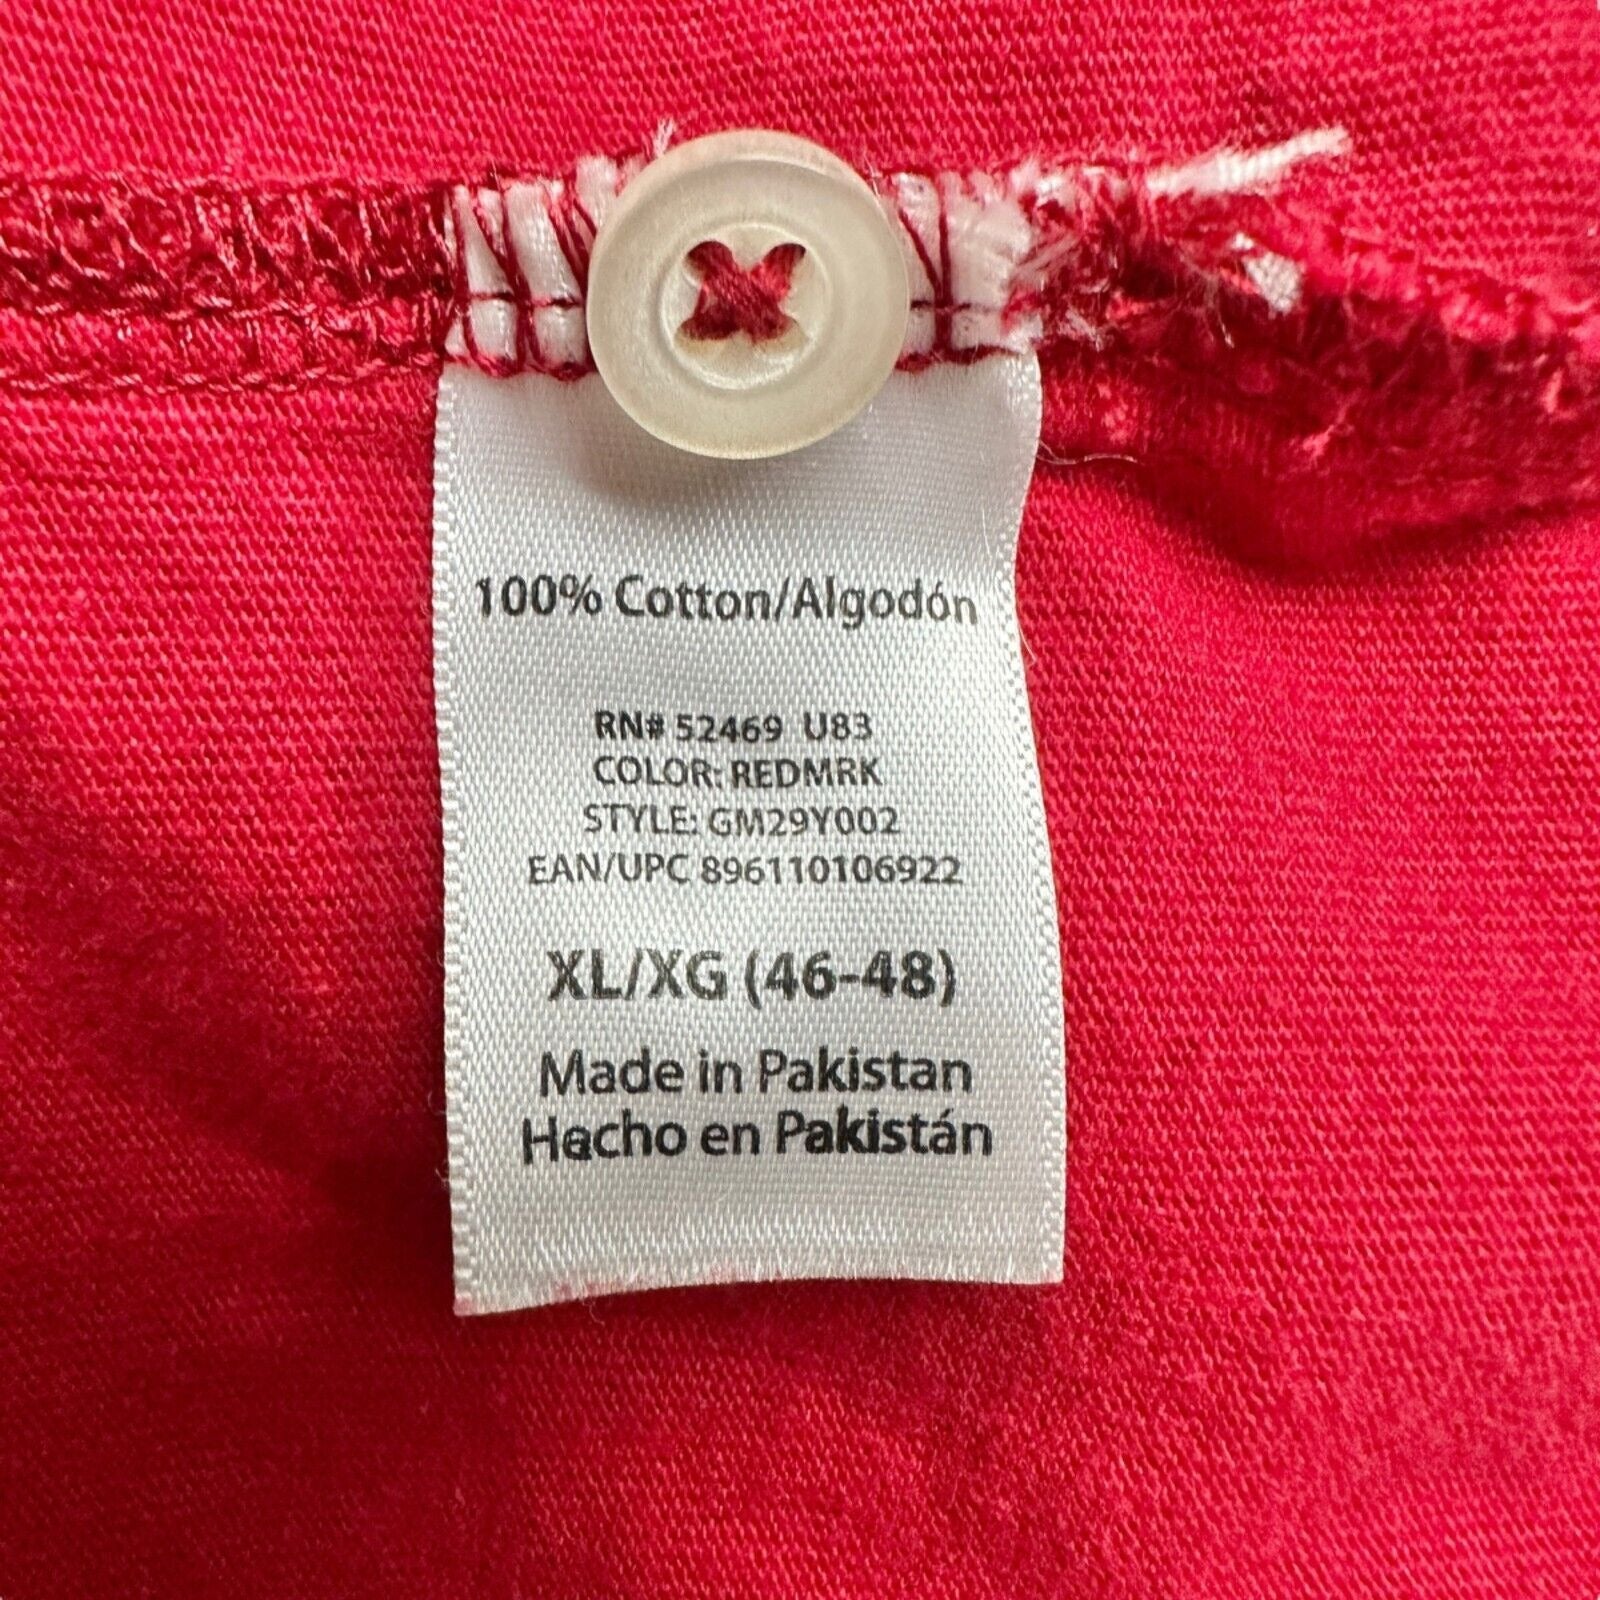 100% Cotton/Algodón
RN# 52469 U83
COLOR: REDMRK
STYLE: GM29Y002
EAN/UPC 896110106922
XL/XG (46-48)
Made in Pakistan
Hecho en Pakistán